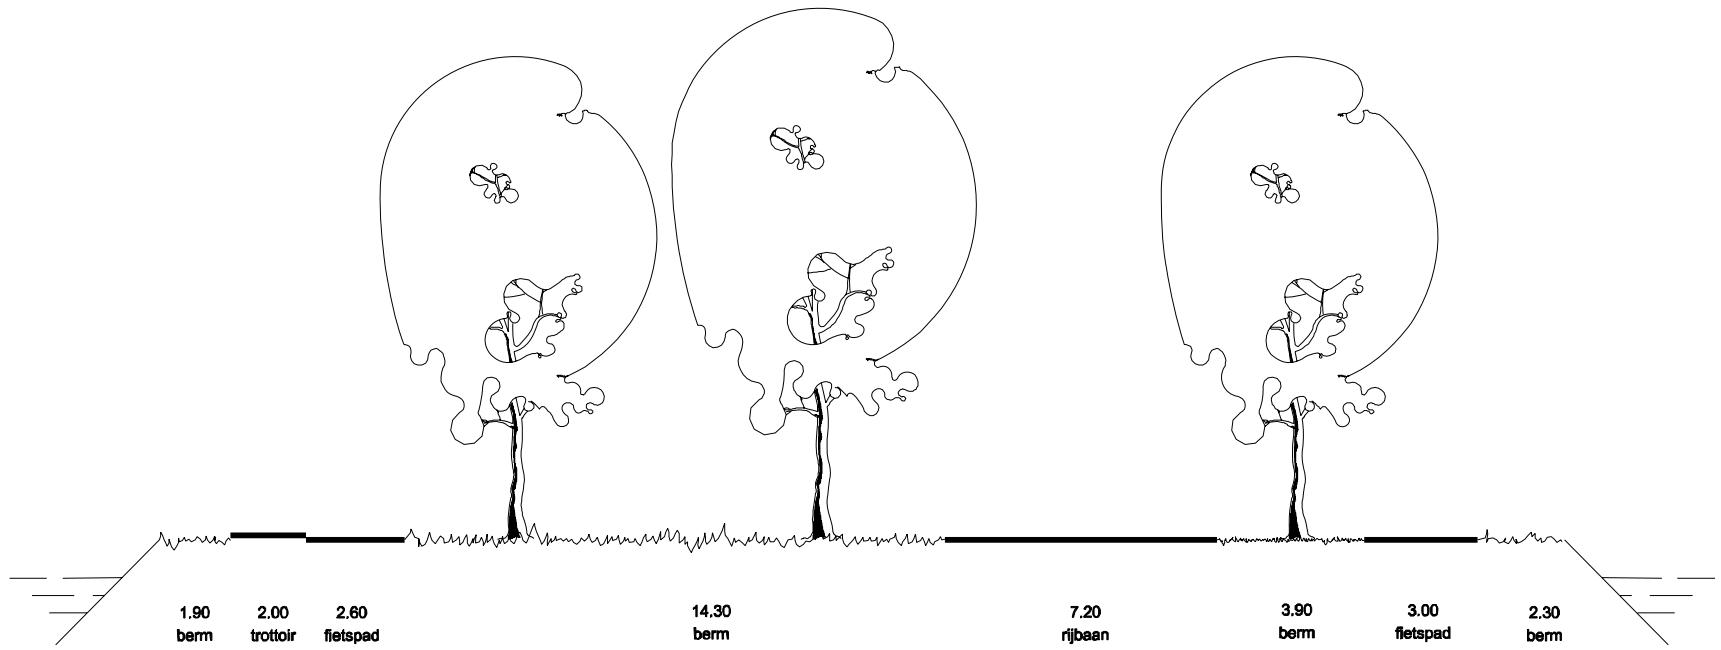 1.90 2.00 2.60 14.30 7.20 3.90 3.00 2.30
berm trottoir fietspad berm rijbaan berm fietspad berm